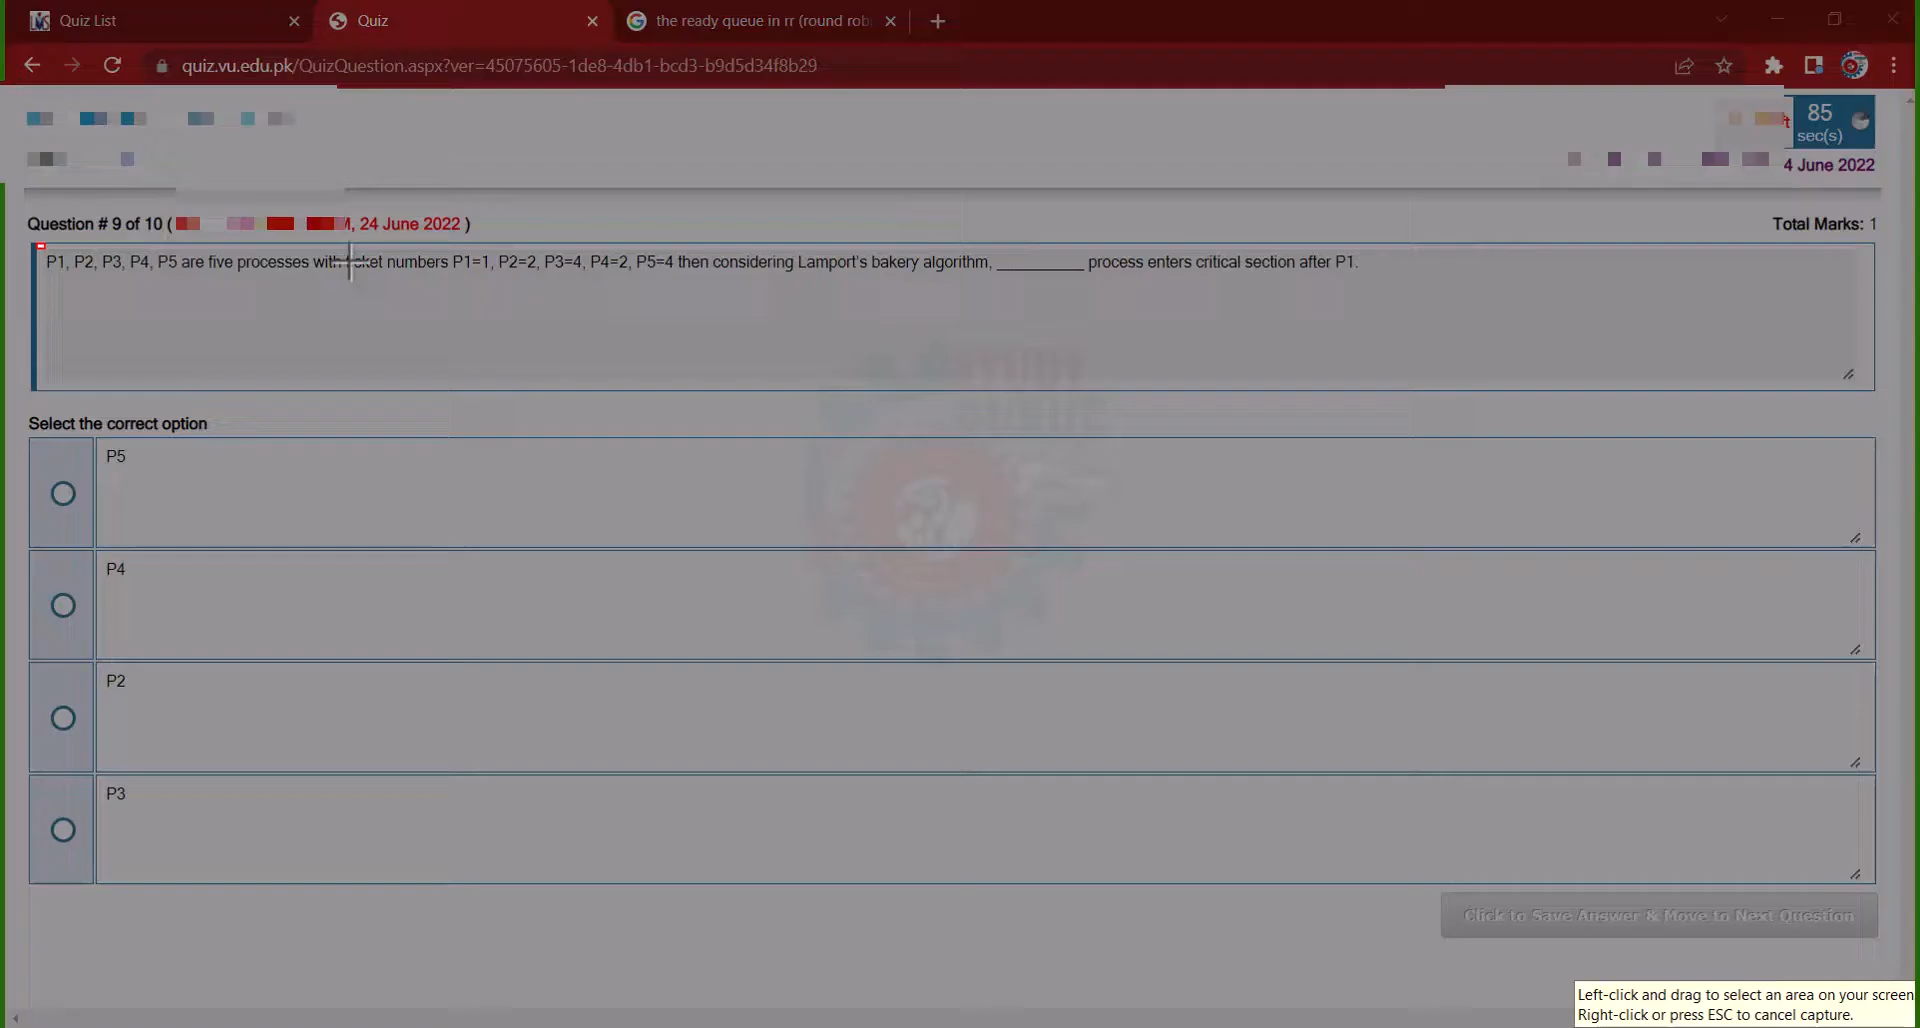 Quiz List
Quiz
the ready queue in rr (round rob
quiz.vu.edu.pk/QuizQuestion.aspx?ver=45075605-1de8-4db1-bcd3-b9d5d34f8b29
85
sec(s)
4 June 2022
Question # 9 of 10 ( , 24 June 2022 )
Total Marks: 1
P1, P2, P3, P4, P5 are five processes with ticket numbers P1=1, P2=2, P3=4, P4=2, P5=4 then considering Lamport's bakery algorithm, __________ process enters critical section after P1.
Select the correct option
P5
P4
P2
P3
Click to Save Answer & Move to Next Question
Left-click and drag to select an area on your screen
Right-click or press ESC to cancel capture.